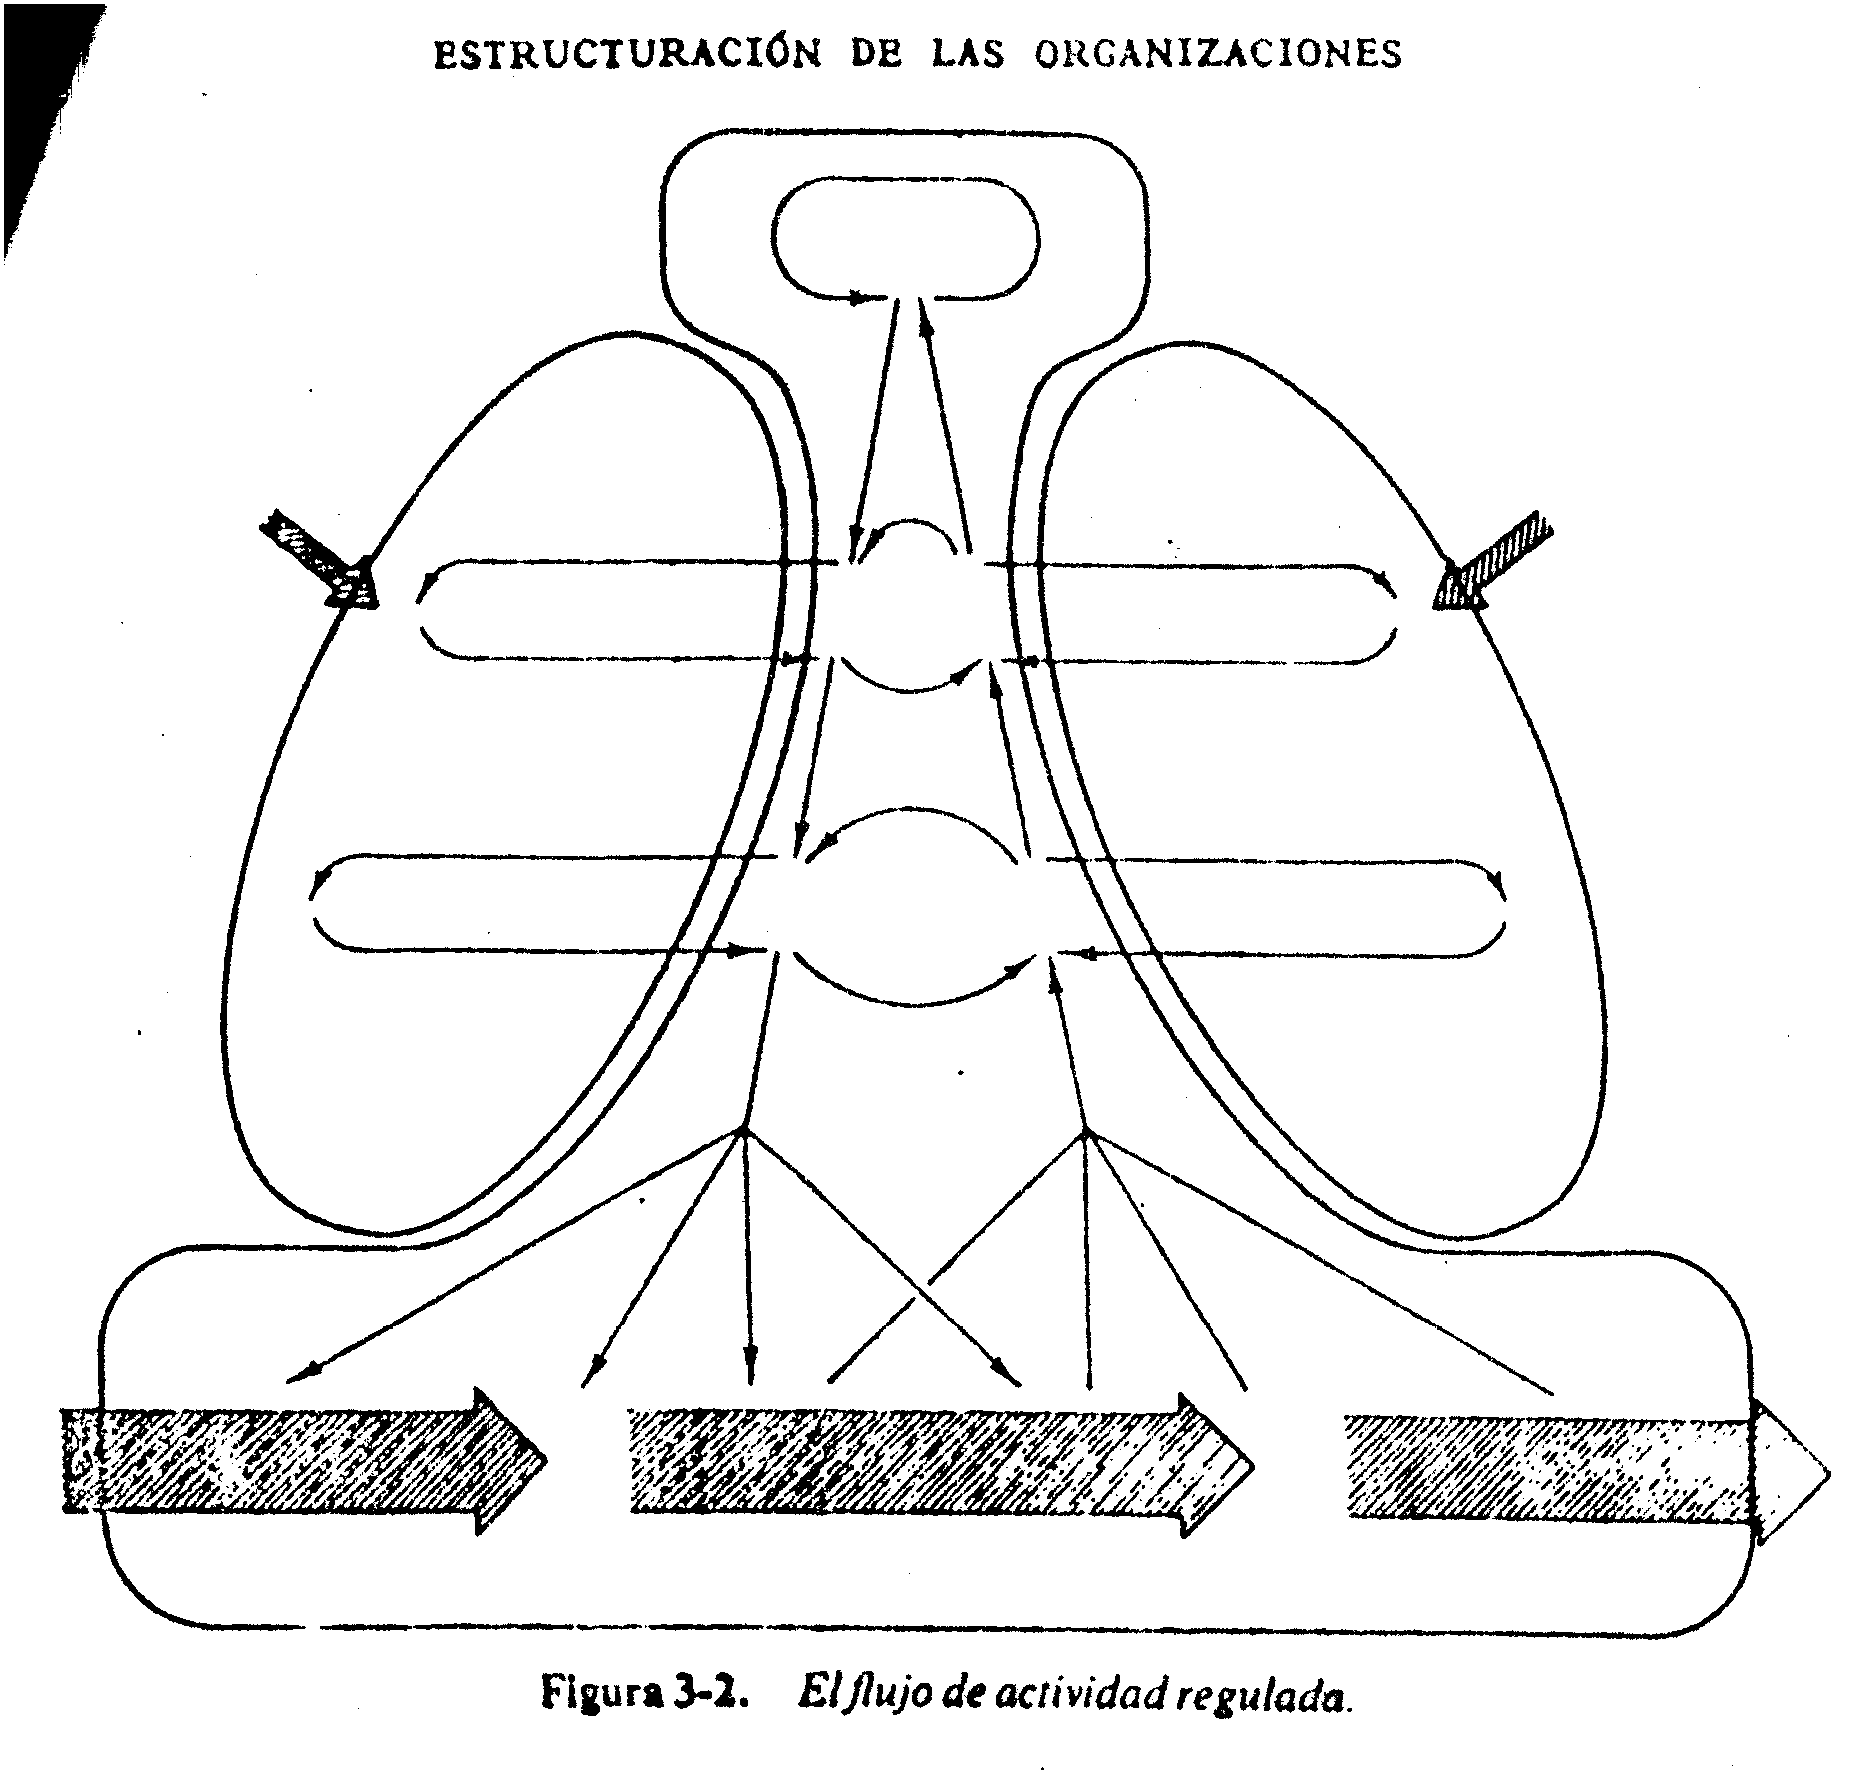 ESTRUCTURACIÓN DE LAS ORGANIZACIONES
Figura 3-2. El flujo de actividad regulada.